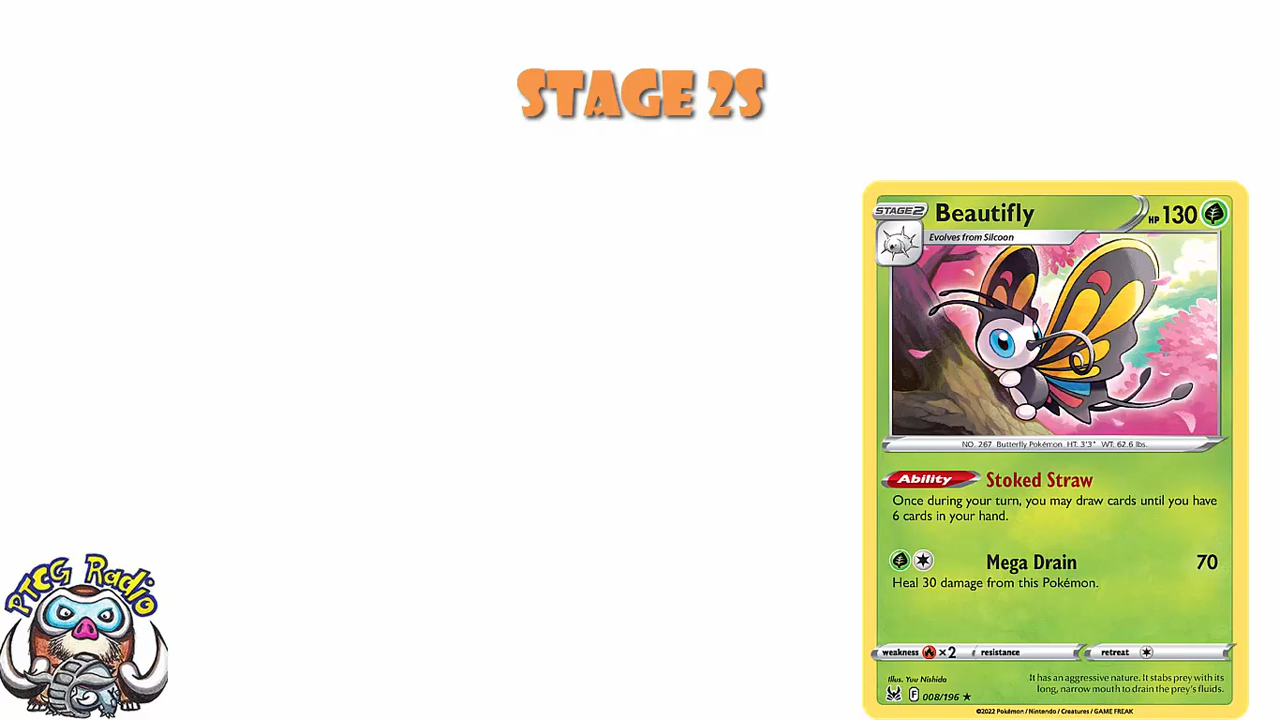 STAGE 2S
STAGE 2
Beautifly
HP 130
Evolves from Silcoon
NO. 267 Butterfly Pokémon HT: 3'3" WT: 62.6 lbs.
Ability Stoked Straw
Once during your turn, you may draw cards until you have
6 cards in your hand.
Mega Drain 70
Heal 30 damage from this Pokémon.
weakness ×2 resistance retreat
Illus. Yuu Nishida
F 008/196 ★
It has an aggressive nature. It stabs prey with its
long, narrow mouth to drain the prey's fluids.
©2022 Pokémon / Nintendo / Creatures / GAME FREAK
PTCG Radio